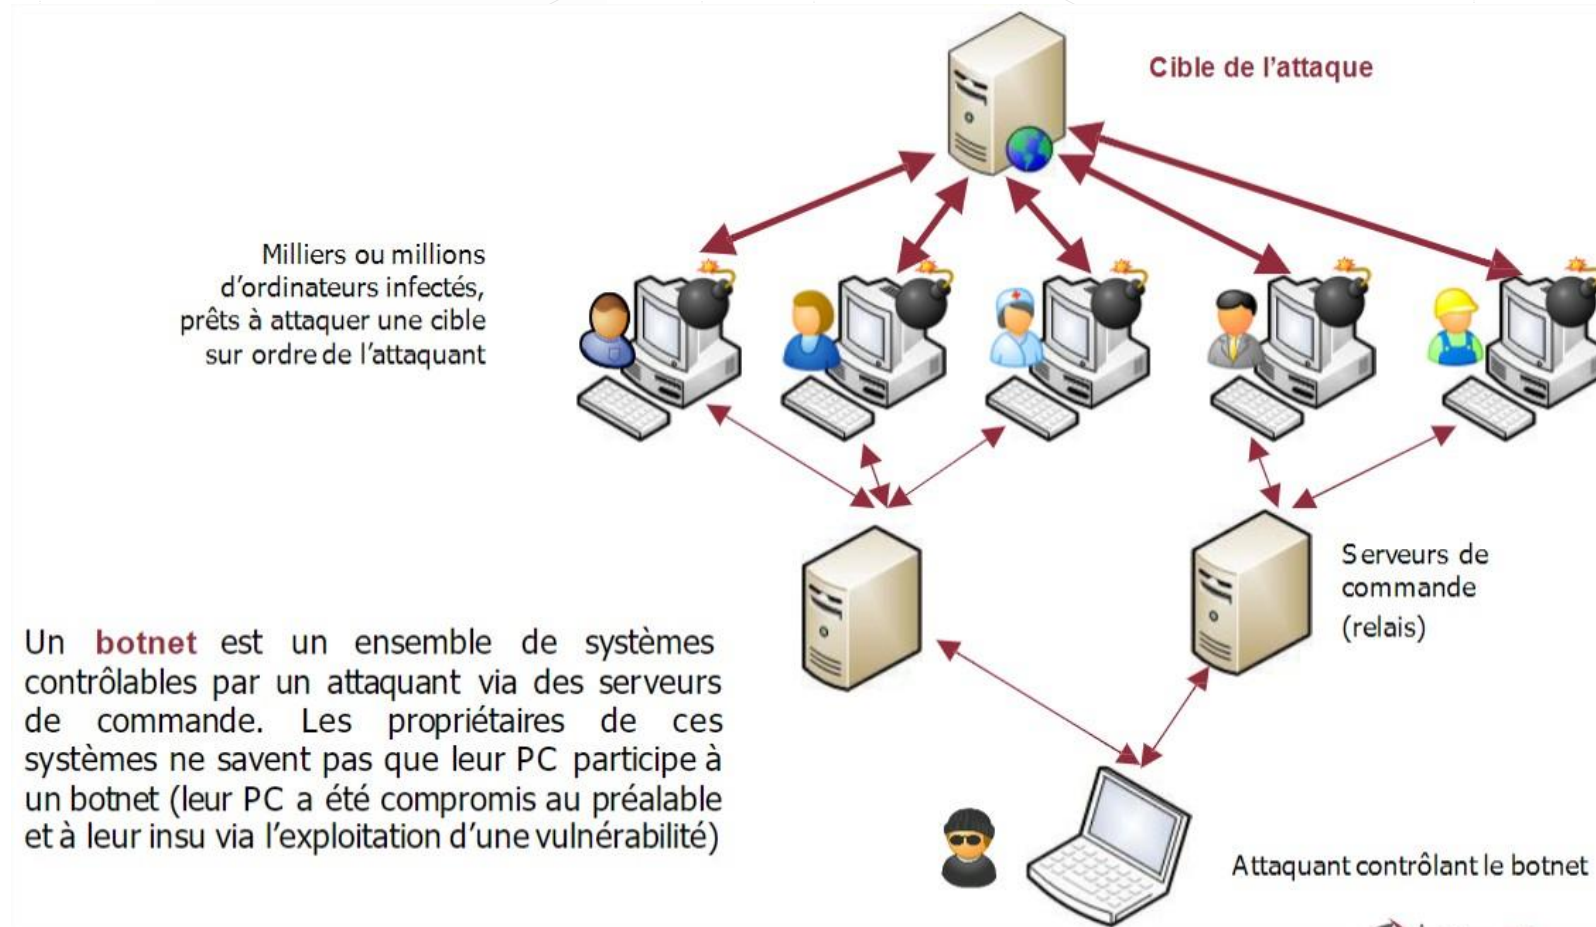 Cible de l'attaque
Milliers ou millions
d'ordinateurs infectés,
prêts à attaquer une cible
sur ordre de l'attaquant
Serveurs de
commande
(relais)
Un botnet est un ensemble de systèmes
contrôlables par un attaquant via des serveurs
de commande. Les propriétaires de ces
systèmes ne savent pas que leur PC participe à
un botnet (leur PC a été compromis au préalable
et à leur insu via l'exploitation d'une vulnérabilité)
Attaquant contrôlant le botnet